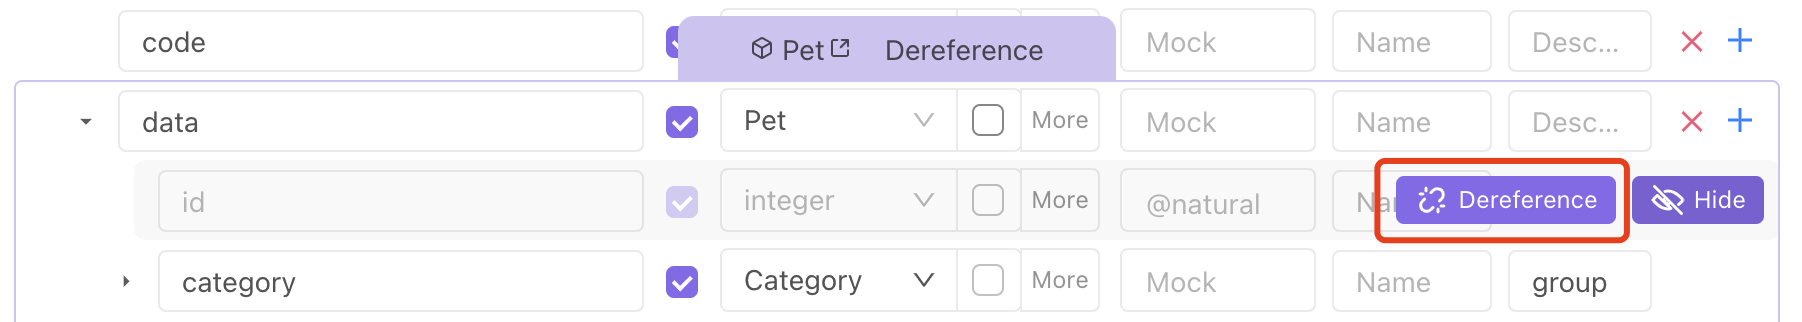 code Pet Dereference Mock Name Desc...
data Pet More Mock Name Desc...
id integer More @natural Dereference Hide
category Category More Mock Name group